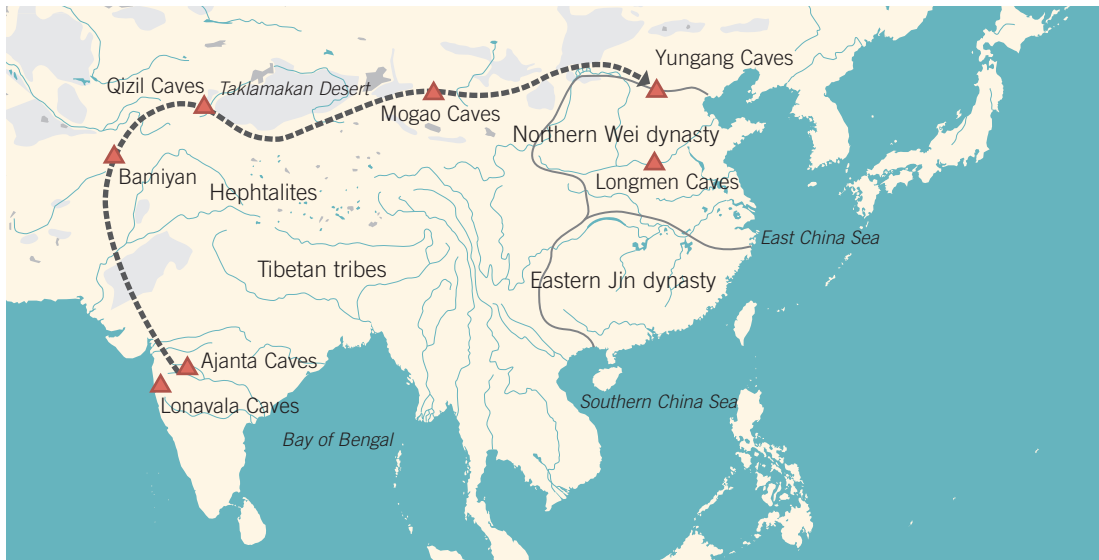 Yungang Caves
Qizil Caves
Taklamakan Desert
Mogao Caves
Northern Wei dynasty
Bamiyan
Longmen Caves
Hephtalites
East China Sea
Tibetan tribes
Eastern Jin dynasty
Ajanta Caves
Lonavala Caves
Southern China Sea
Bay of Bengal